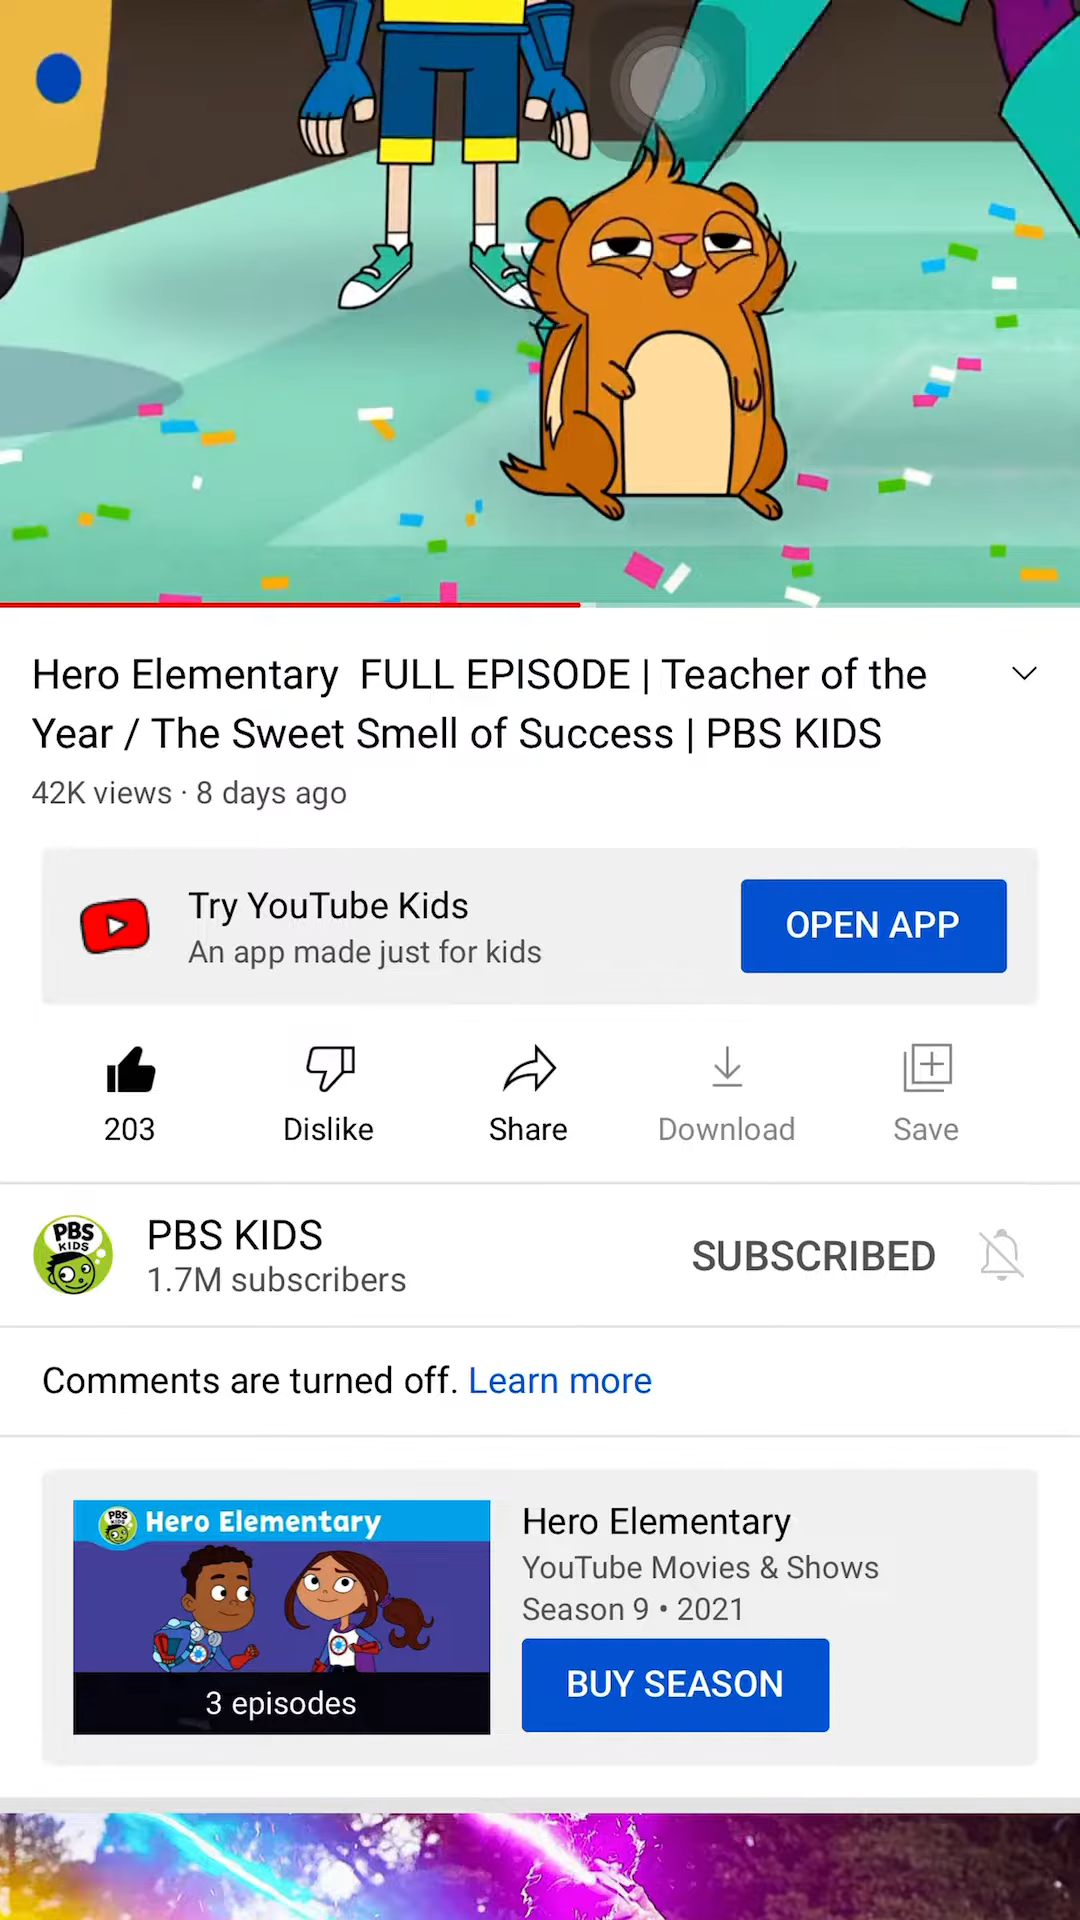 Hero Elementary  FULL EPISODE | Teacher of the
Year / The Sweet Smell of Success | PBS KIDS
42K views · 8 days ago
Try YouTube Kids
An app made just for kids
OPEN APP
203
Dislike
Share
Download
Save
PBS
KIDS
PBS KIDS
1.7M subscribers
SUBSCRIBED
Comments are turned off. Learn more
PBS
KIDS
Hero Elementary
3 episodes
Hero Elementary
YouTube Movies & Shows
Season 9 • 2021
BUY SEASON